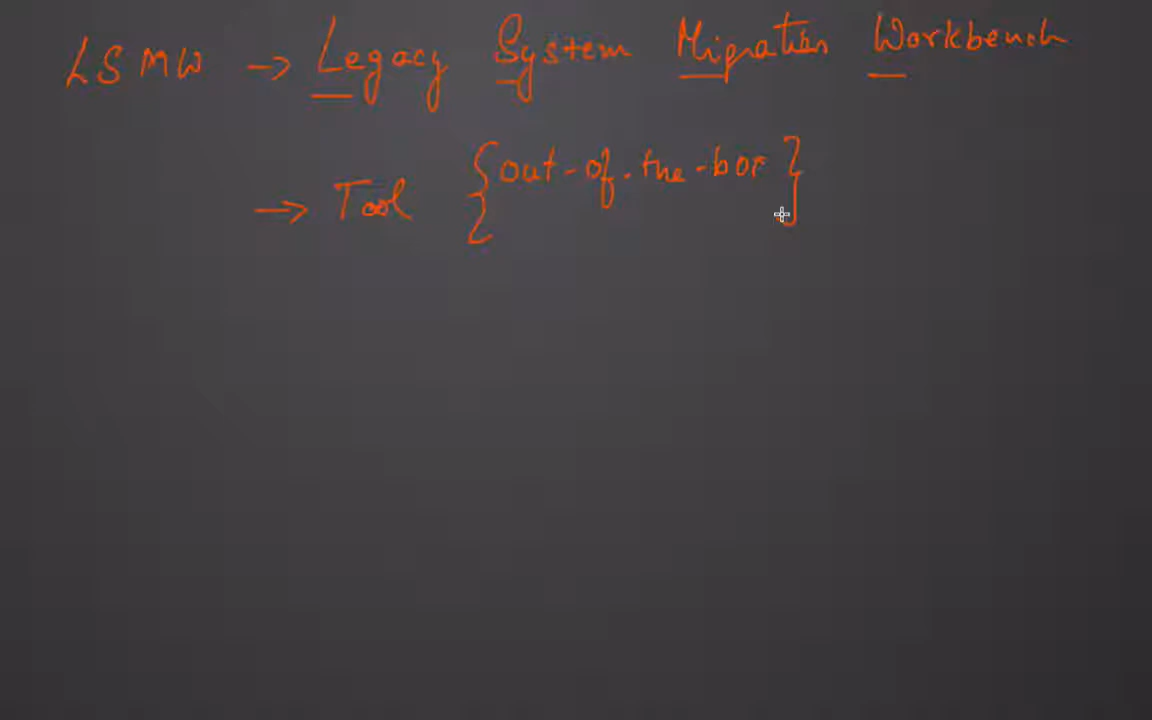 LSMW → Legacy System Migration Workbench
→ Tool {out-of-the-box}